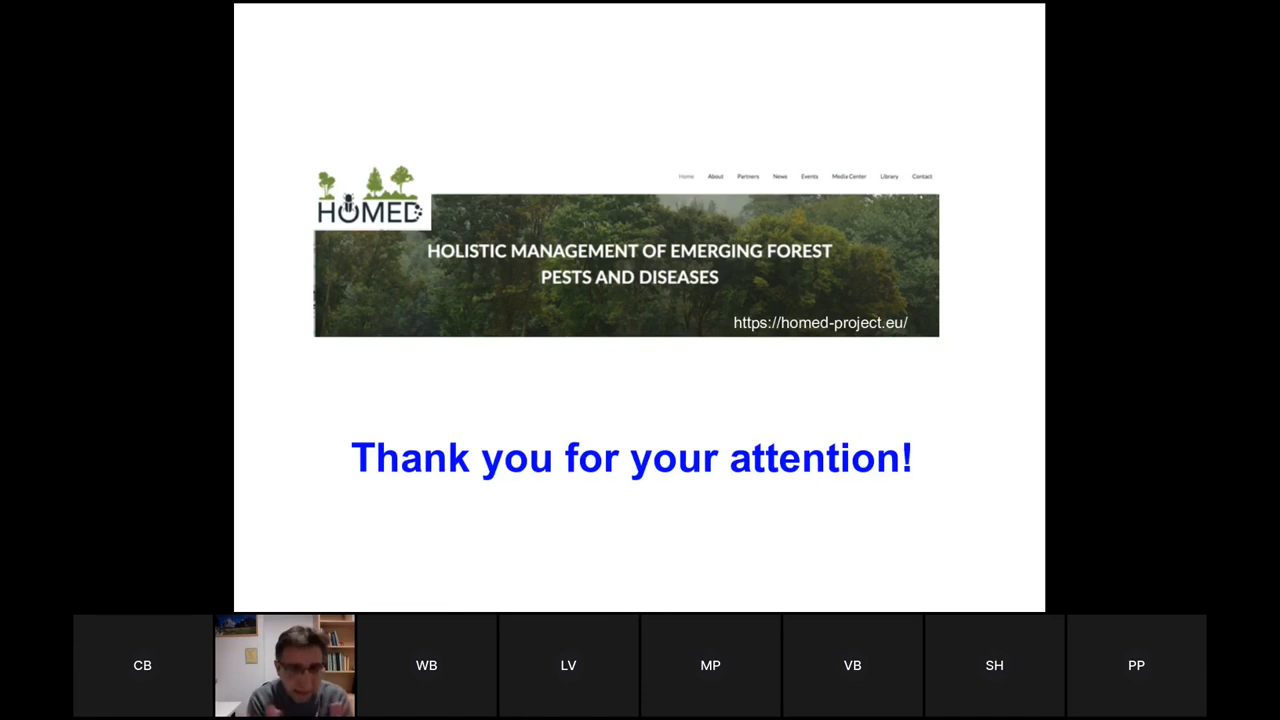 Home About Partners News Events Media Center Library Contact
HOMED
HOLISTIC MANAGEMENT OF EMERGING FOREST
PESTS AND DISEASES
https://homed-project.eu/
Thank you for your attention!
CB WB LV MP VB SH PP